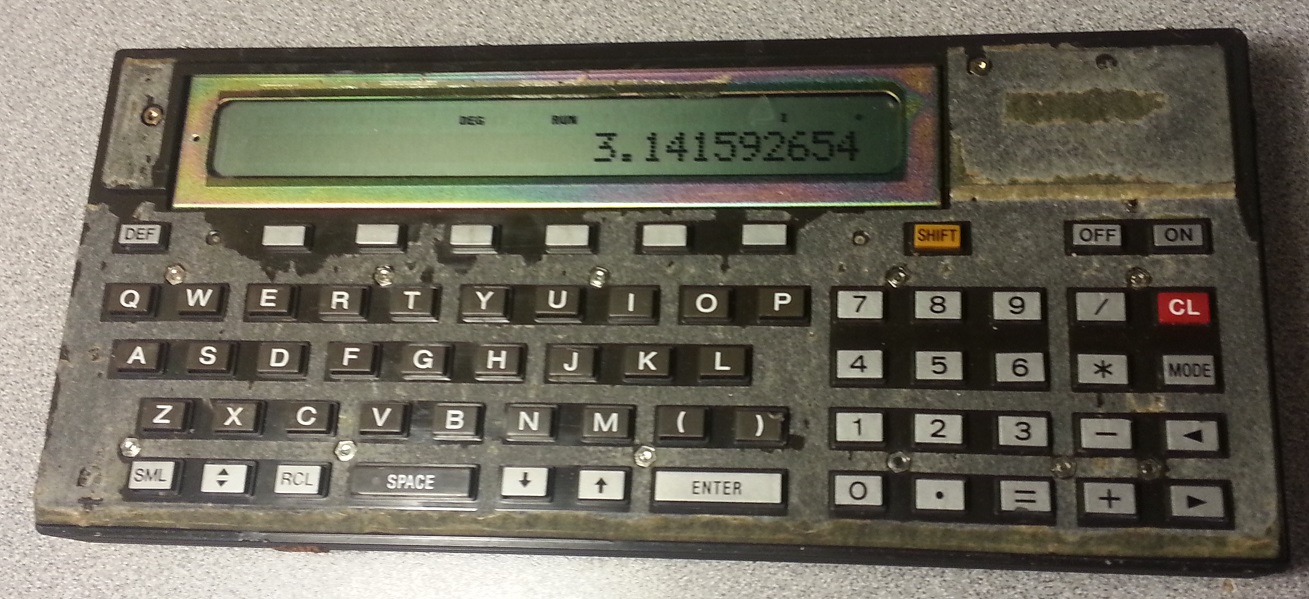 DEG RUN I
3.141592654
DEF SHIFT OFF ON
Q W E R T Y U I O P 7 8 9 / CL
A S D F G H J K L 4 5 6 * MODE
Z X C V B N M ( ) 1 2 3 − ◄
SML ▲▼ RCL SPACE ↓ ↑ ENTER 0 . = + ►